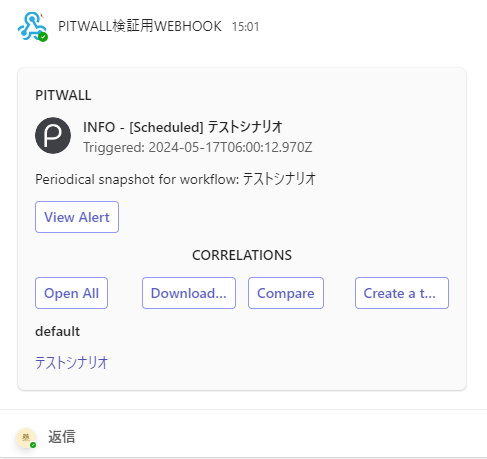 PITWALL検証用WEBHOOK 15:01
PITWALL
INFO - [Scheduled] テストシナリオ
Triggered: 2024-05-17T06:00:12.970Z
Periodical snapshot for workflow: テストシナリオ
View Alert
CORRELATIONS
Open All Download... Compare Create a t...
default
テストシナリオ
返信